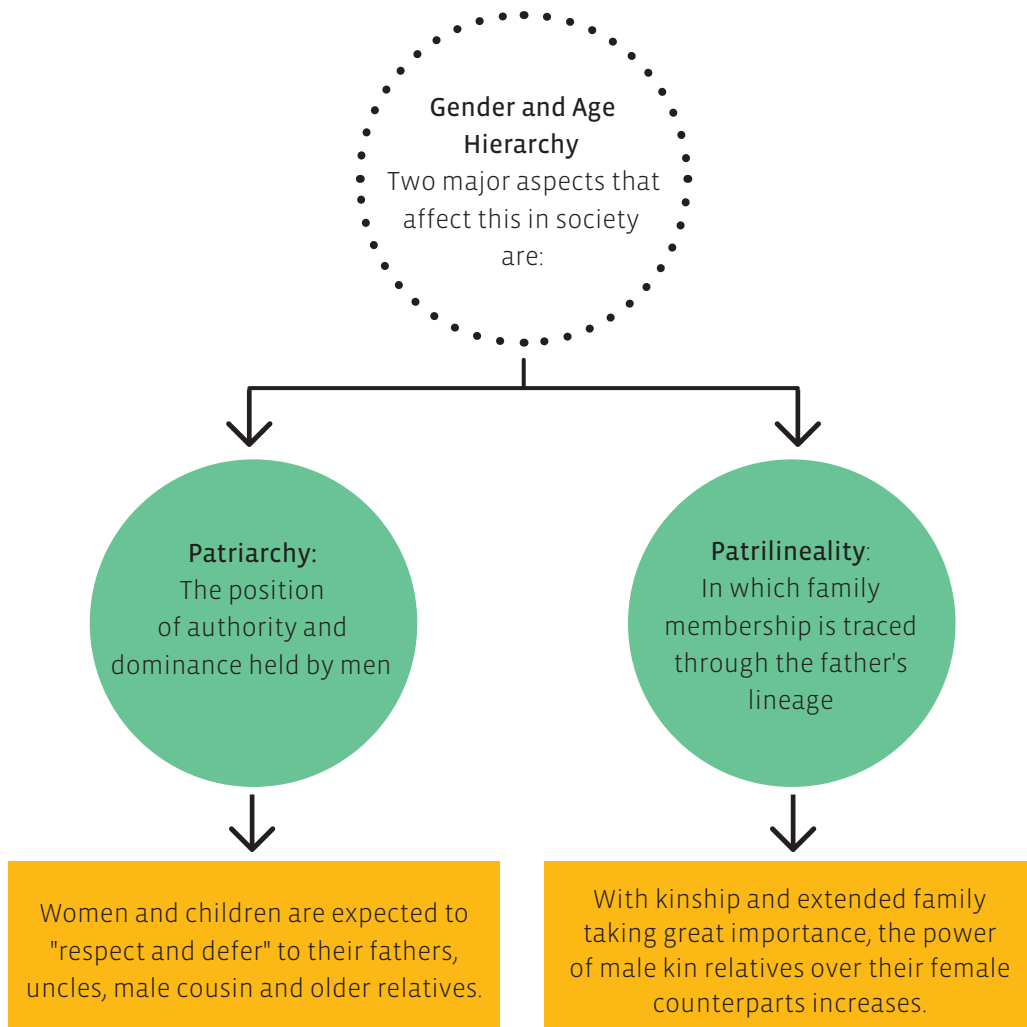 Gender and Age
Hierarchy
Two major aspects that
affect this in society
are:
Patriarchy:
The position
of authority and
dominance held by men
Patrilineality:
In which family
membership is traced
through the father's
lineage
Women and children are expected to
"respect and defer" to their fathers,
uncles, male cousin and older relatives.
With kinship and extended family
taking great importance, the power
of male kin relatives over their female
counterparts increases.